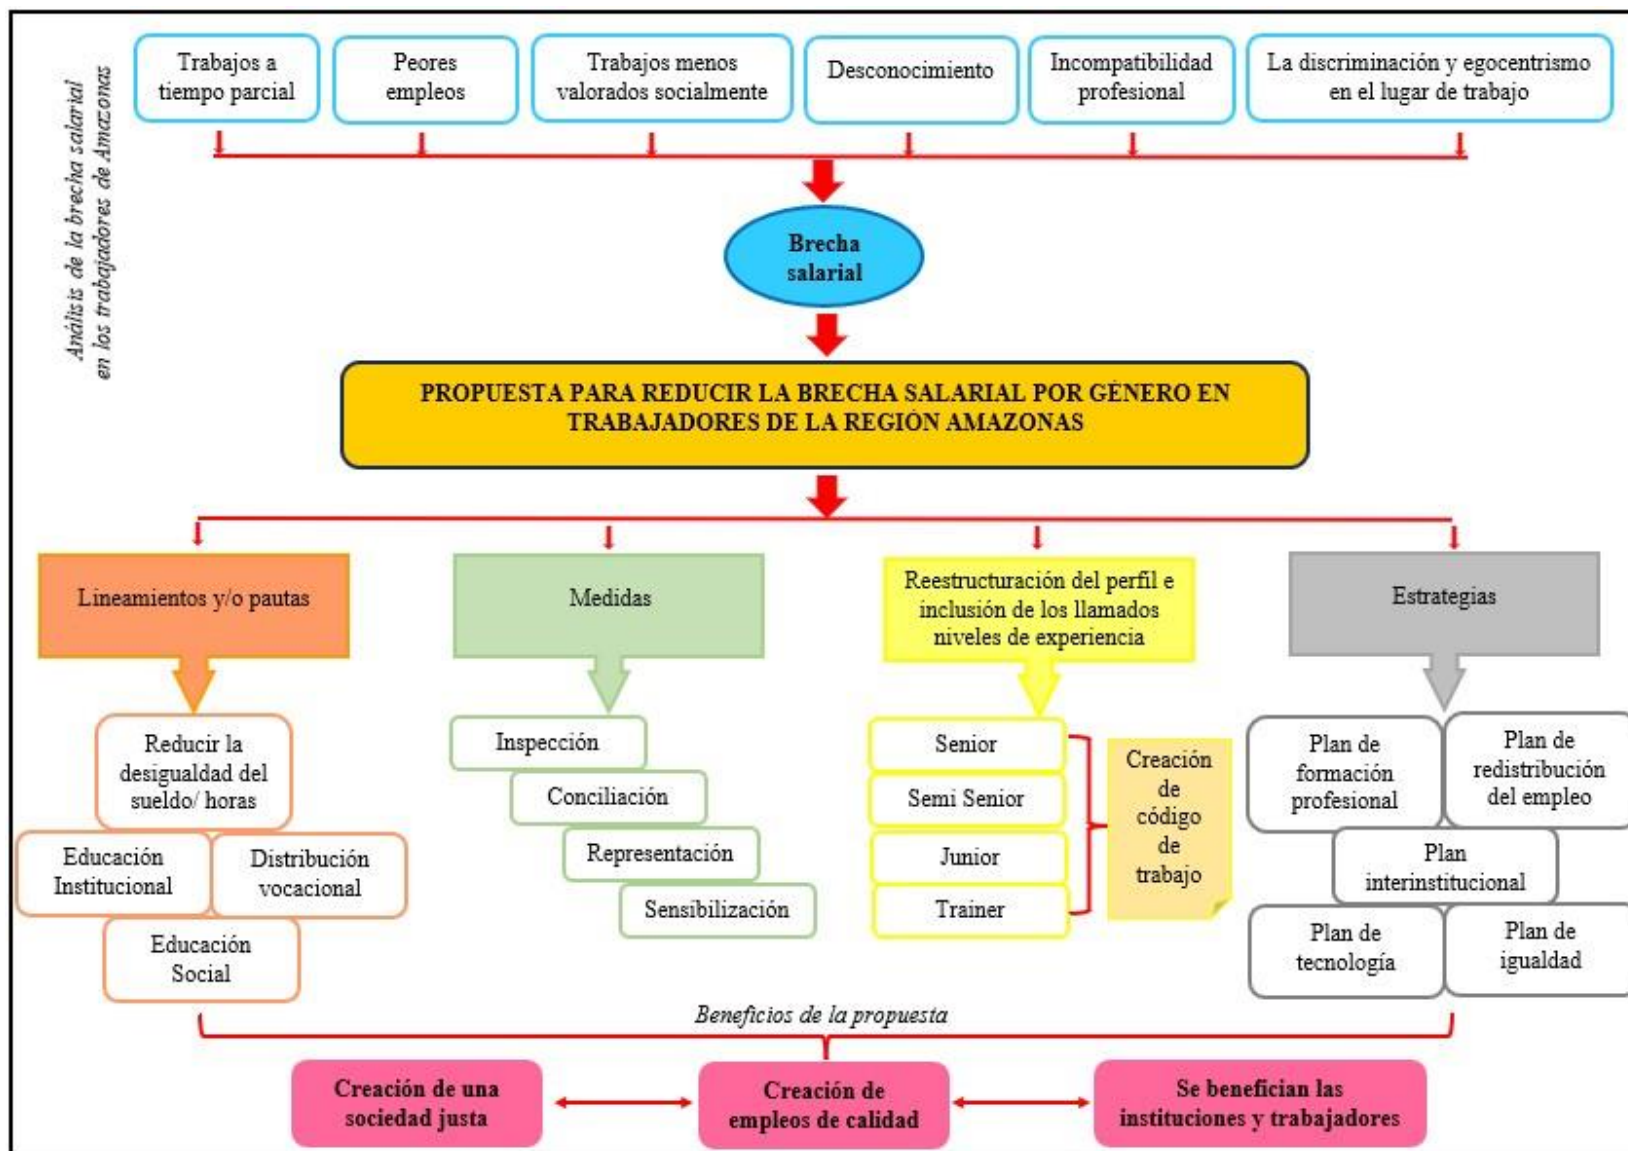 Análisis de la brecha salarial
en los trabajadores de Amazonas
Trabajos a
tiempo parcial
Peores
empleos
Trabajos menos
valorados socialmente
Desconocimiento
Incompatibilidad
profesional
La discriminación y egocentrismo
en el lugar de trabajo
Brecha
salarial
PROPUESTA PARA REDUCIR LA BRECHA SALARIAL POR GÉNERO EN
TRABAJADORES DE LA REGIÓN AMAZONAS
Lineamientos y/o pautas
Medidas
Reestructuración del perfil e
inclusión de los llamados
niveles de experiencia
Estrategias
Reducir la
desigualdad del
sueldo/ horas
Educación
Institucional
Distribución
vocacional
Educación
Social
Inspección
Conciliación
Representación
Sensibilización
Senior
Semi Senior
Junior
Trainer
Creación
de
código
de
trabajo
Plan de
formación
profesional
Plan de
redistribución
del empleo
Plan
interinstitucional
Plan de
tecnología
Plan de
igualdad
Beneficios de la propuesta
Creación de una
sociedad justa
Creación de
empleos de calidad
Se benefician las
instituciones y trabajadores